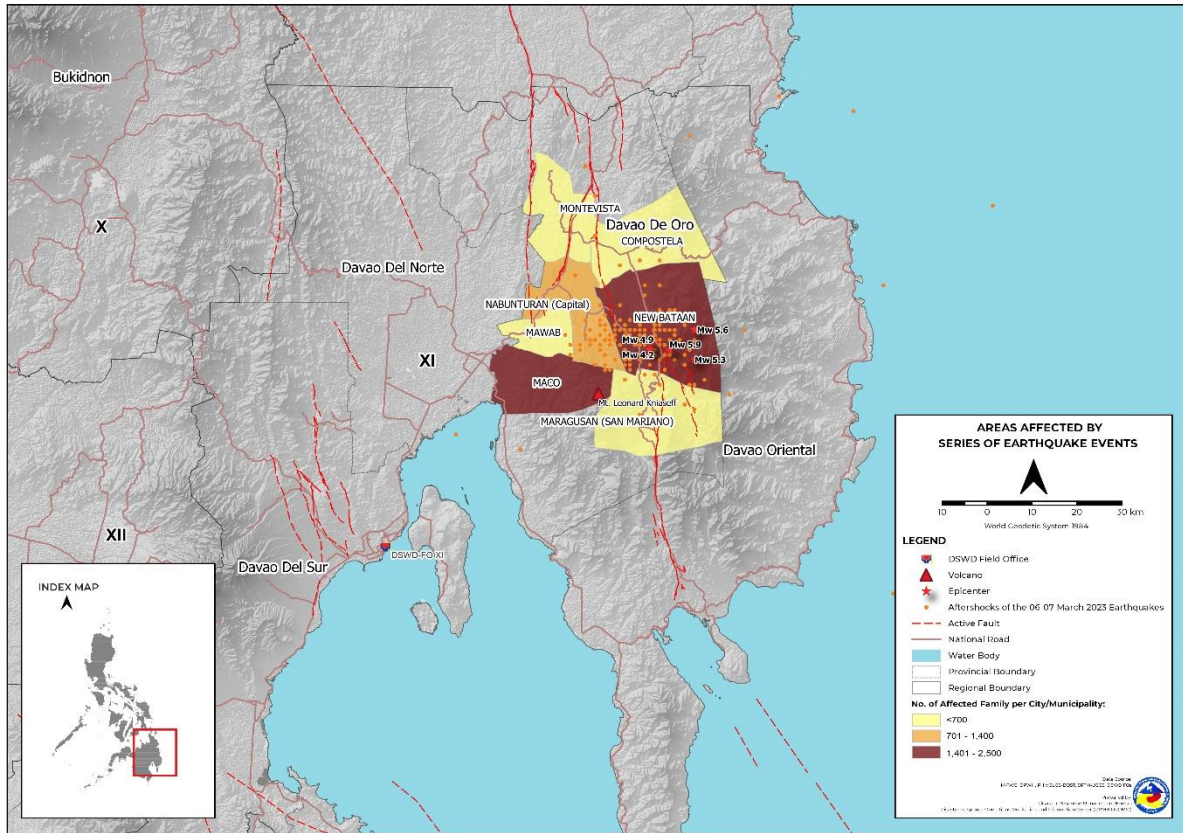 Bukidnon
X
MONTEVISTA
Davao De Oro
COMPOSTELA
Davao Del Norte
NABUNTURAN (Capital)
NEW BATAAN
Mw 5.6
MAWAB
Mw 4.9
Mw 5.9
Mw 4.2
Mw 5.3
XI
MACO
Mt. Leonard Kniaseff
MARAGUSAN (SAN MARIANO)
Davao Oriental
XII
DSWD-FO XI
Davao Del Sur
INDEX MAP
AREAS AFFECTED BY
SERIES OF EARTHQUAKE EVENTS
10 0 10 20 30 km
World Geodetic System 1984
LEGEND
DSWD Field Office
Volcano
Epicenter
Aftershocks of the 06-07 March 2023 Earthquakes
Active Fault
National Road
Water Body
Provincial Boundary
Regional Boundary
No. of Affected Family per City/Municipality:
<700
701 - 1,400
1,401 - 2,500
Data Source